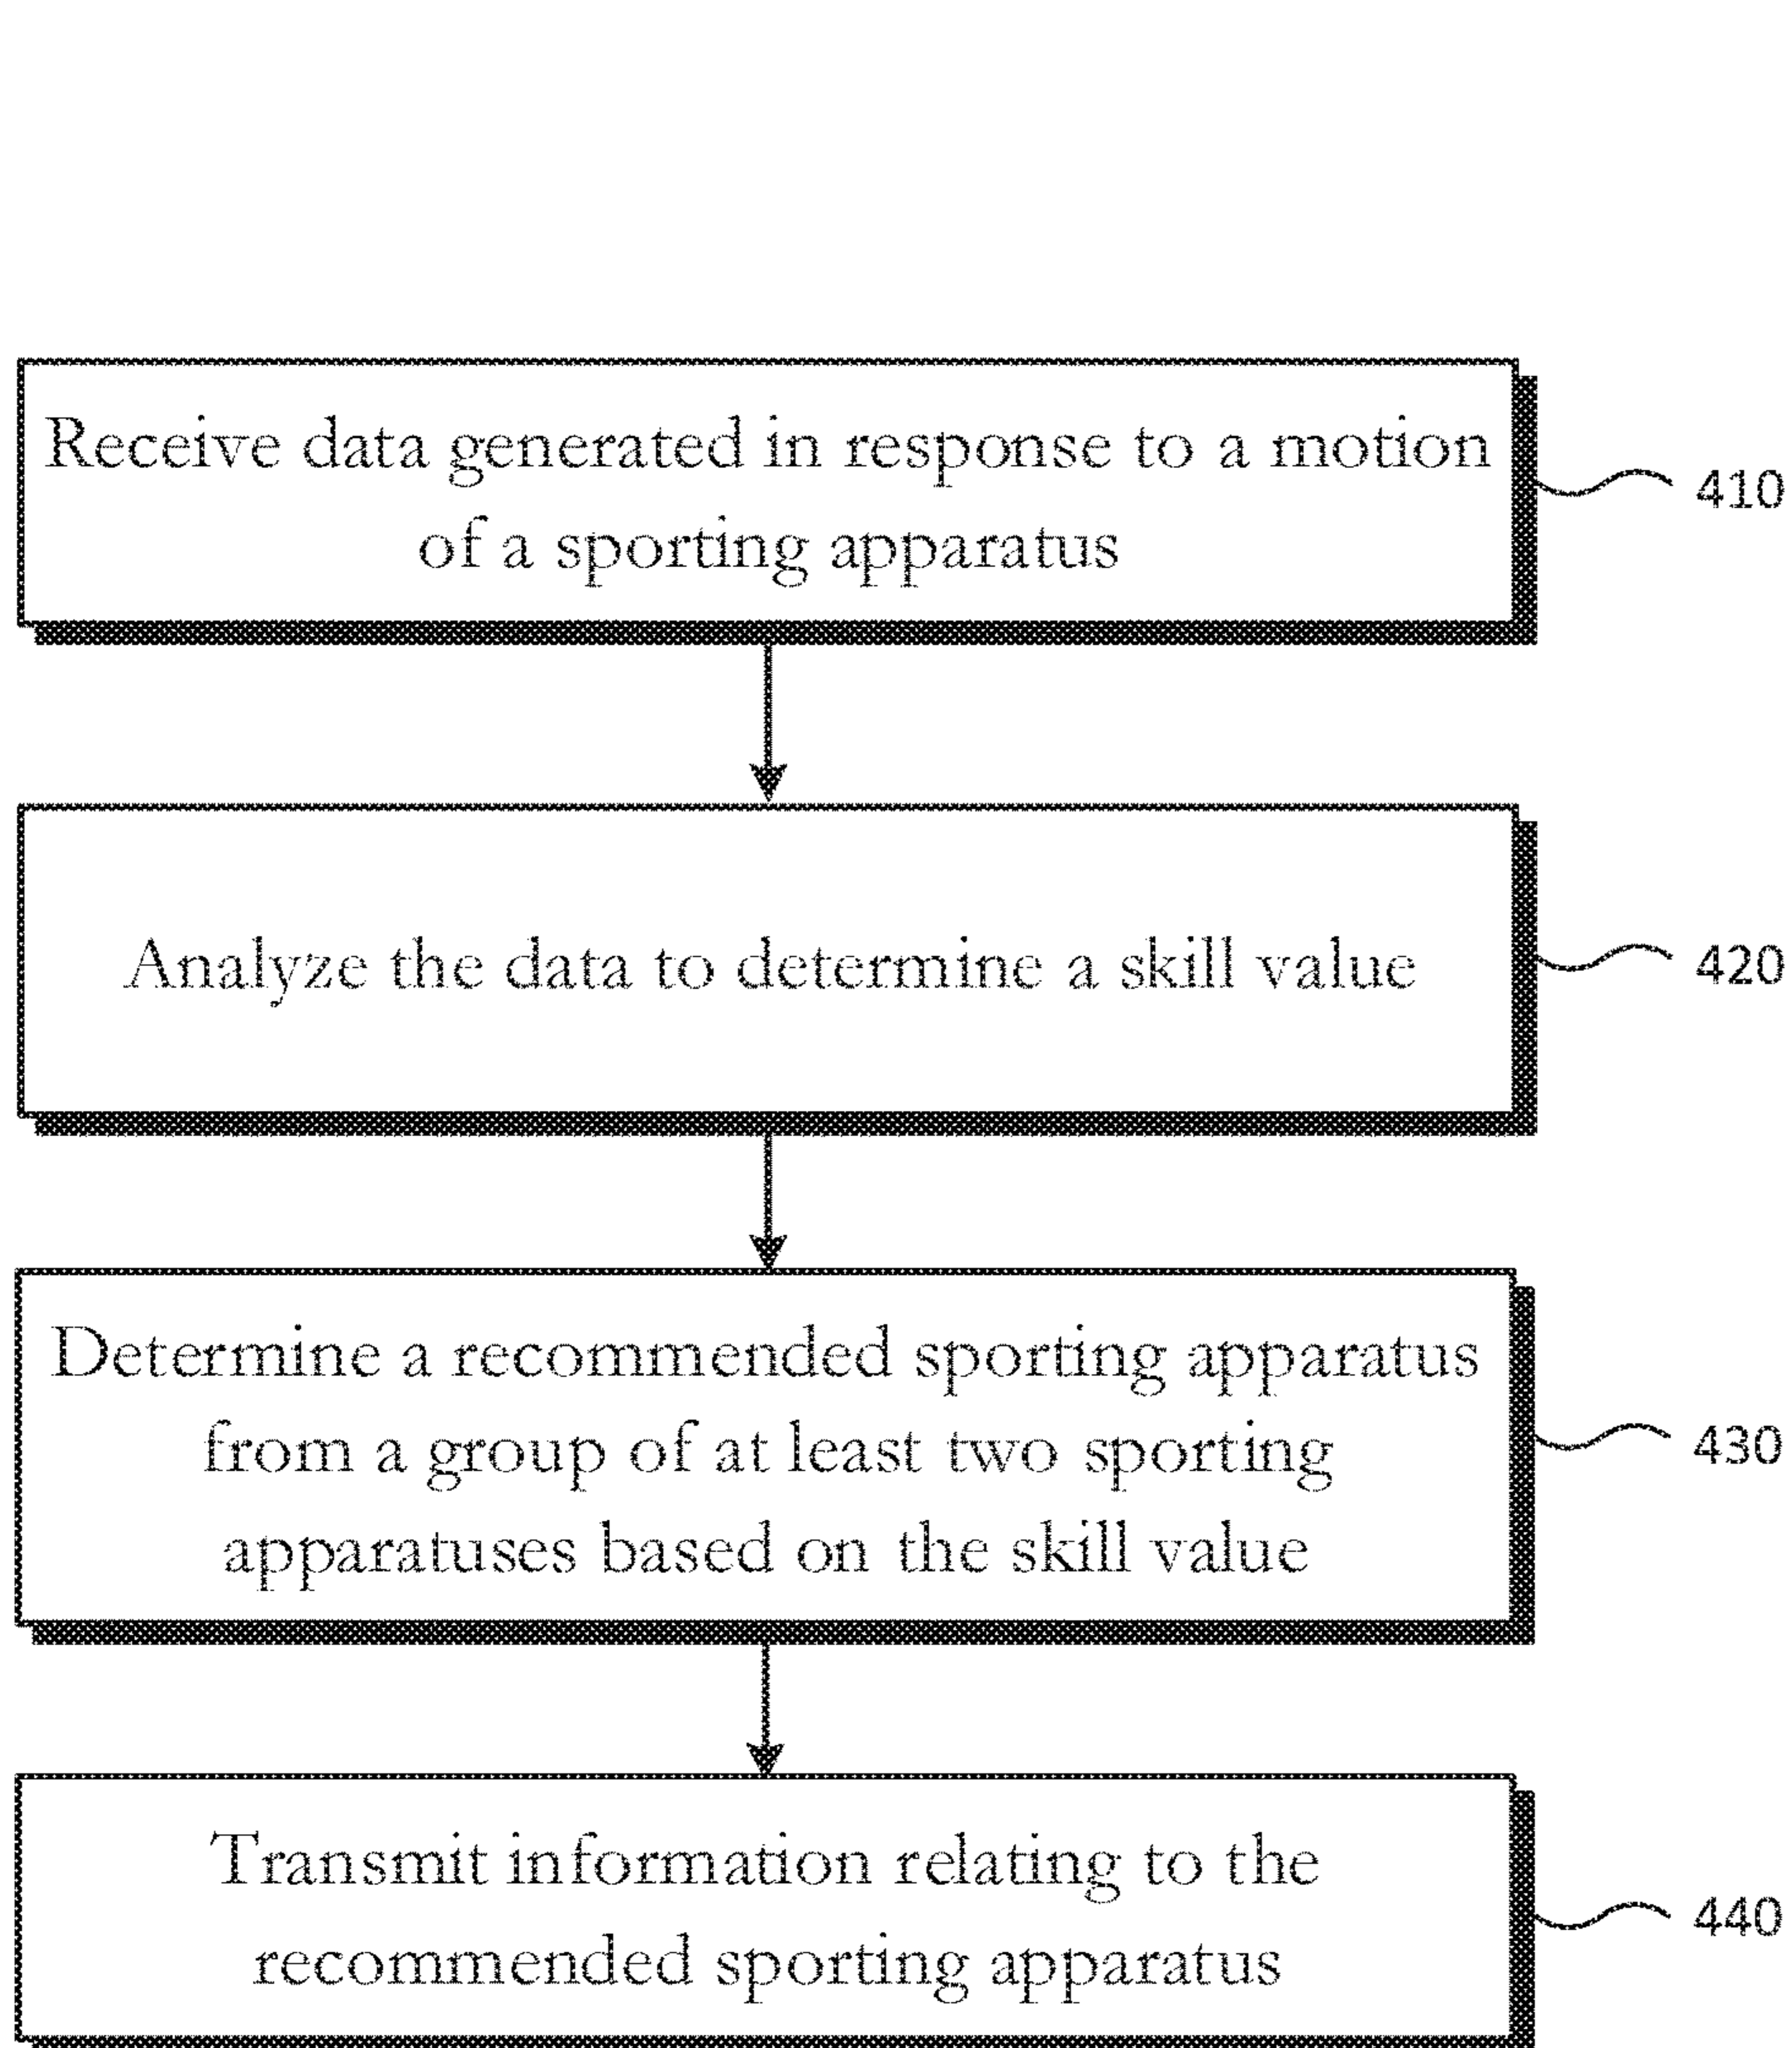 Receive data generated in response to a motion
of a sporting apparatus
410
Analyze the data to determine a skill value
420
Determine a recommended sporting apparatus
from a group of at least two sporting
apparatuses based on the skill value
430
Transmit information relating to the
recommended sporting apparatus
440